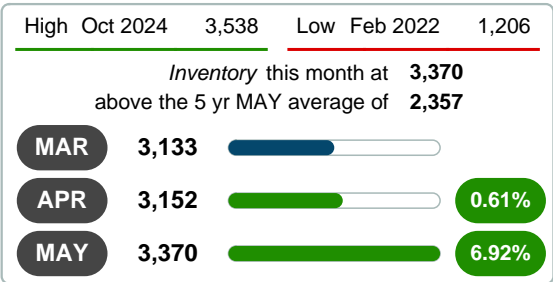 High Oct 2024 3,538 Low Feb 2022 1,206
Inventory this month at 3,370
above the 5 yr MAY average of 2,357
MAR 3,133
APR 3,152 0.61%
MAY 3,370 6.92%